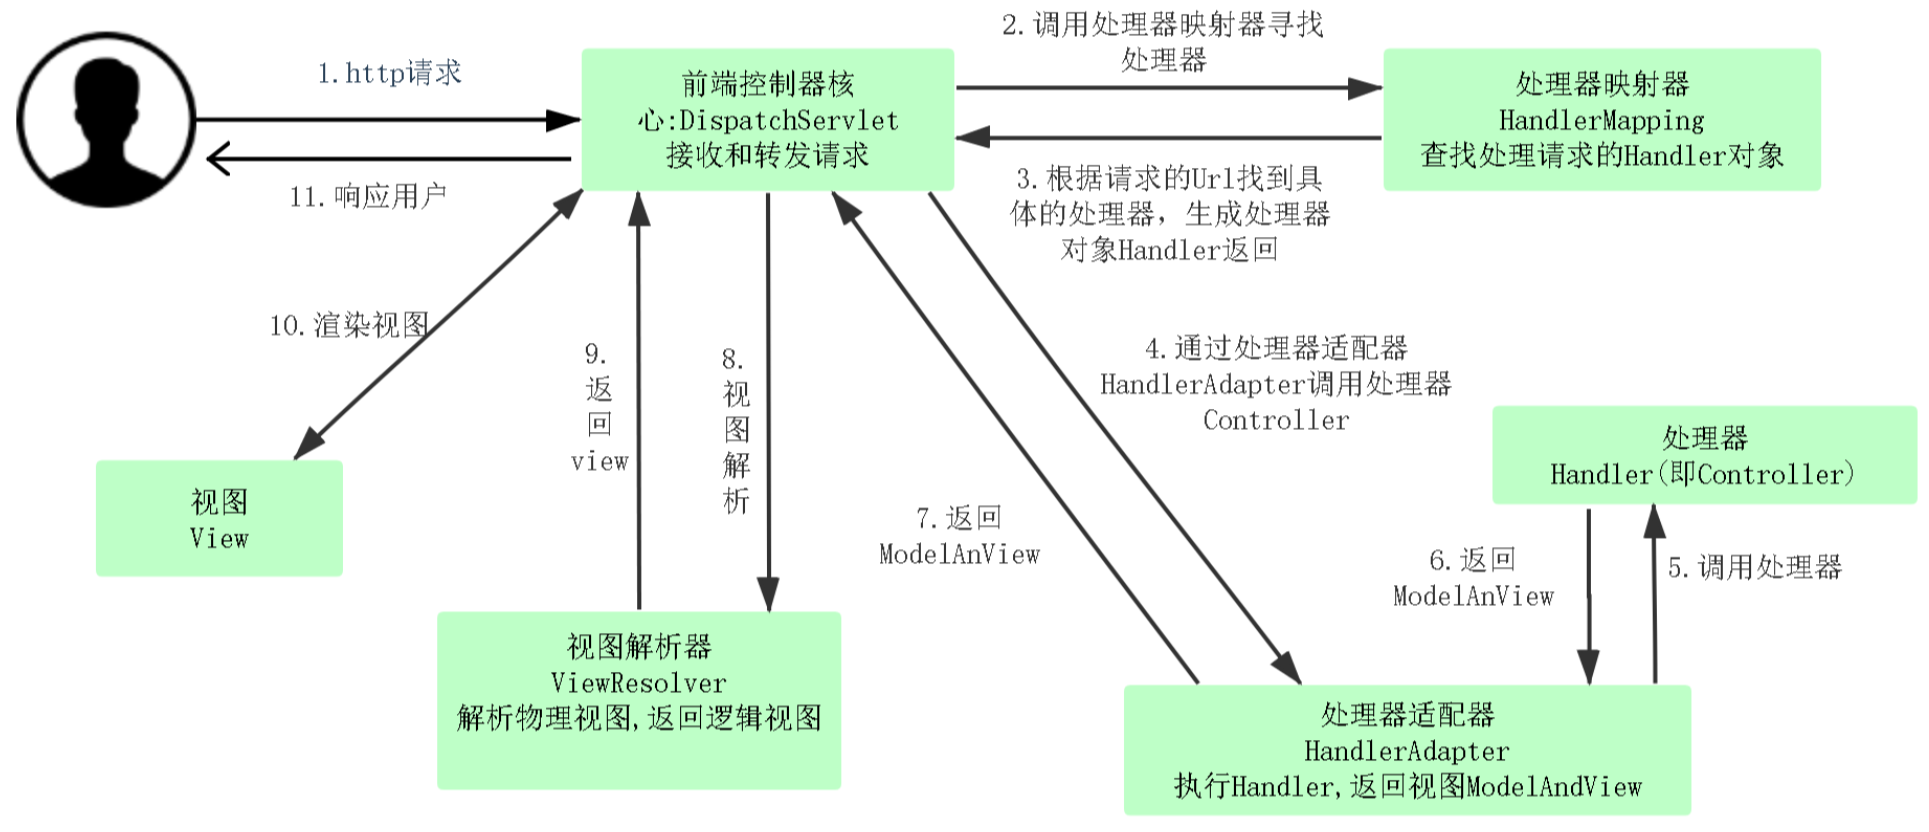 1.http请求
11.响应用户
前端控制器核
心:DispatchServlet
接收和转发请求
2.调用处理器映射器寻找
处理器
处理器映射器
HandlerMapping
查找处理请求的Handler对象
3.根据请求的Url找到具
体的处理器，生成处理器
对象Handler返回
10.渲染视图
9.
返
回
view
8.
视
图
解
析
4.通过处理器适配器
HandlerAdapter调用处理器
Controller
处理器
Handler(即Controller)
视图
View
7.返回
ModelAnView
6.返回
ModelAnView
5.调用处理器
视图解析器
ViewResolver
解析物理视图,返回逻辑视图
处理器适配器
HandlerAdapter
执行Handler,返回视图ModelAndView